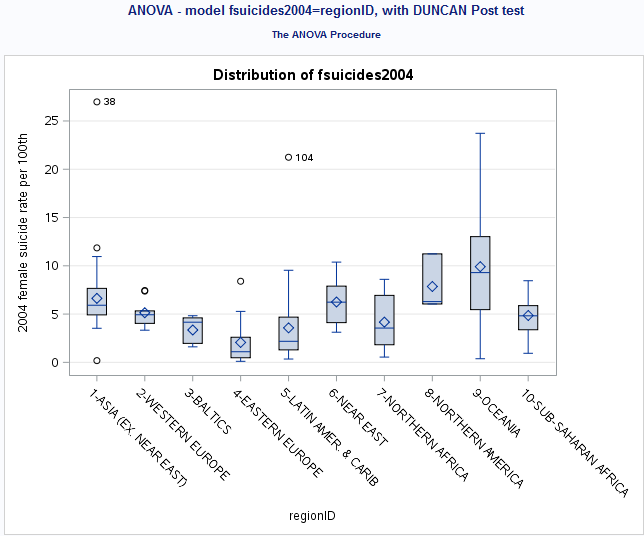 ANOVA - model fsuicides2004=regionID, with DUNCAN Post test
The ANOVA Procedure
Distribution of fsuicides2004
2004 female suicide rate per 100th
25
20
15
10
5
0
38
104
1-ASIA (EX. NEAR EAST)
2-WESTERN EUROPE
3-BALTICS
4-EASTERN EUROPE
5-LATIN AMER. & CARIB
6-NEAR EAST
7-NORTHERN AFRICA
8-NORTHERN AMERICA
9-OCEANIA
10-SUB-SAHARAN AFRICA
regionID